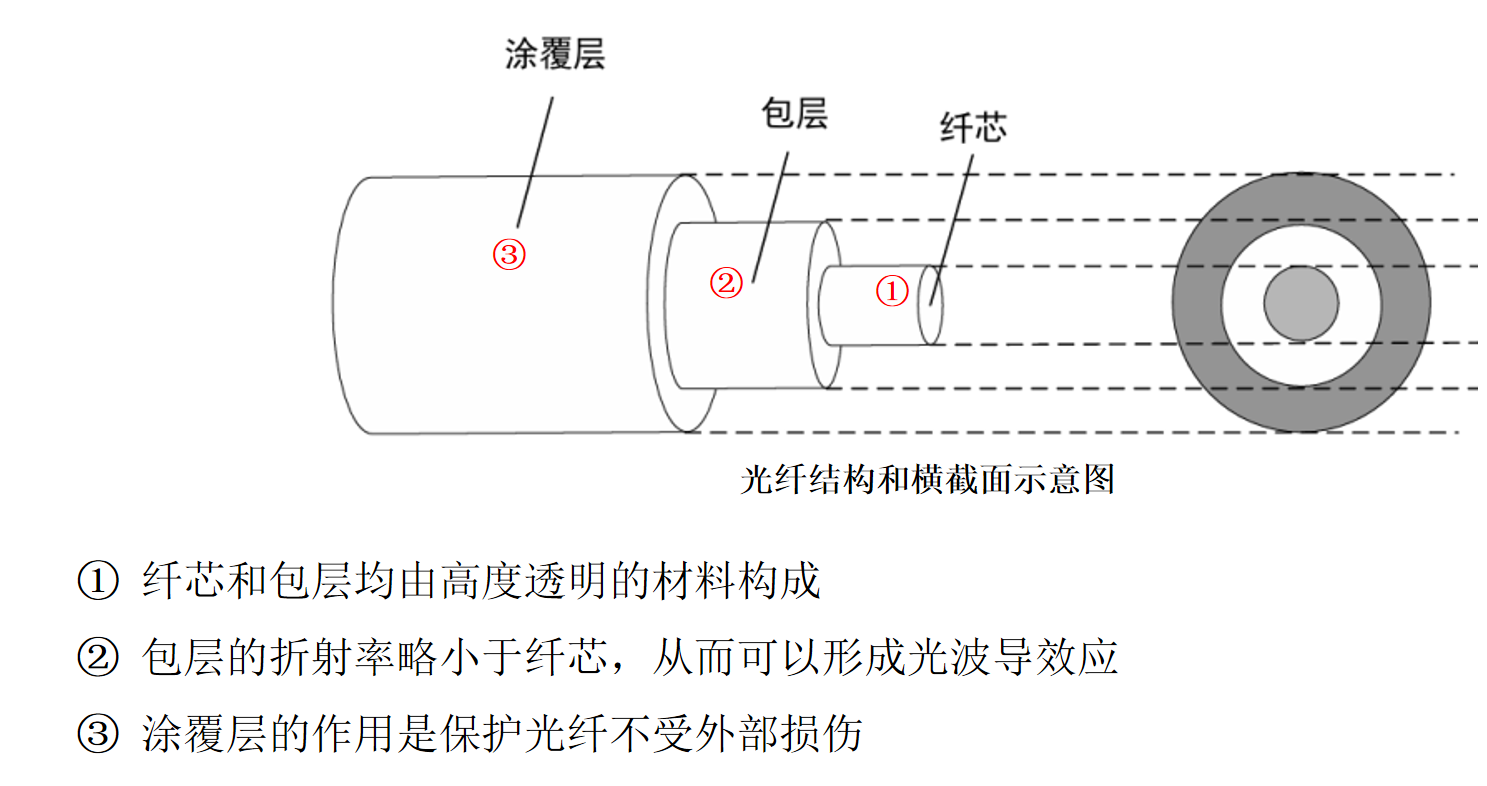 涂覆层
包层
纤芯
③
②
①
光纤结构和横截面示意图
① 纤芯和包层均由高度透明的材料构成
② 包层的折射率略小于纤芯，从而可以形成光波导效应
③ 涂覆层的作用是保护光纤不受外部损伤